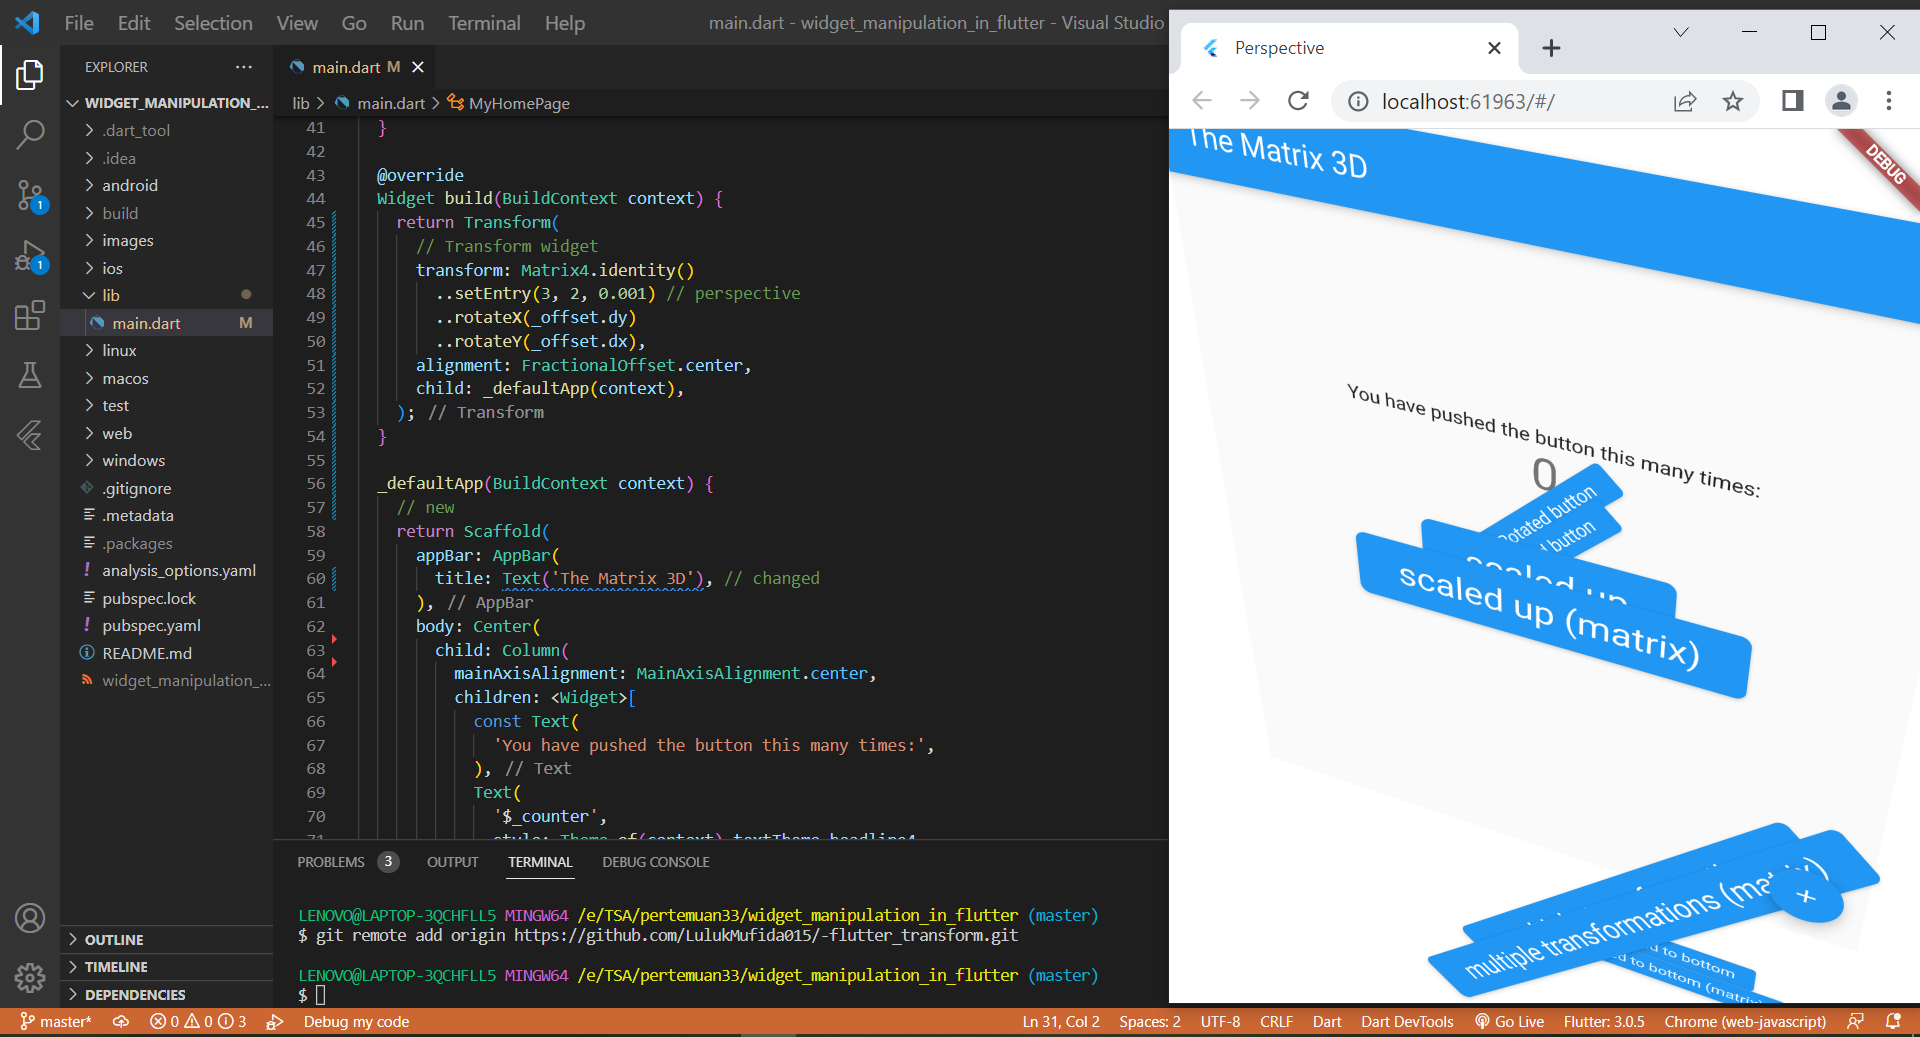 File Edit Selection View Go Run Terminal Help
main.dart - widget_manipulation_in_flutter - Visual Studio
EXPLORER
WIDGET_MANIPULATION_...
.dart_tool
.idea
android
build
images
ios
lib
main.dart M
linux
macos
test
web
windows
.gitignore
.metadata
.packages
analysis_options.yaml
pubspec.lock
pubspec.yaml
README.md
widget_manipulation_...
OUTLINE
TIMELINE
DEPENDENCIES
1
1
main.dart M
lib > main.dart > MyHomePage
41 }
42
43 @override
44 Widget build(BuildContext context) {
45 return Transform(
46 // Transform widget
47 transform: Matrix4.identity()
48 ..setEntry(3, 2, 0.001) // perspective
49 ..rotateX(_offset.dy)
50 ..rotateY(_offset.dx),
51 alignment: FractionalOffset.center,
52 child: _defaultApp(context),
53 ); // Transform
54 }
55
56 _defaultApp(BuildContext context) {
57 // new
58 return Scaffold(
59 appBar: AppBar(
60 title: Text('The Matrix 3D'), // changed
61 ), // AppBar
62 body: Center(
63 child: Column(
64 mainAxisAlignment: MainAxisAlignment.center,
65 children: <Widget>[
66 const Text(
67 'You have pushed the button this many times:',
68 ), // Text
69 Text(
70 '$_counter',
71 style: Theme.of(context).textTheme.headline4,
PROBLEMS 3 OUTPUT TERMINAL DEBUG CONSOLE
LENOVO@LAPTOP-3QCHFLL5 MINGW64 /e/TSA/pertemuan33/widget_manipulation_in_flutter (master)
$ git remote add origin https://github.com/LulukMufida015/-flutter_transform.git
LENOVO@LAPTOP-3QCHFLL5 MINGW64 /e/TSA/pertemuan33/widget_manipulation_in_flutter (master)
$
master* 0 0 3 Debug my code
Ln 31, Col 2 Spaces: 2 UTF-8 CRLF Dart Dart DevTools Go Live Flutter: 3.0.5 Chrome (web-javascript)
Perspective
localhost:61963/#/
The Matrix 3D
DEBUG
You have pushed the button this many times:
0
Rotated button
button
scaled up
scaled up (matrix)
multiple transformations (matrix)
+
to bottom
to bottom (matrix)